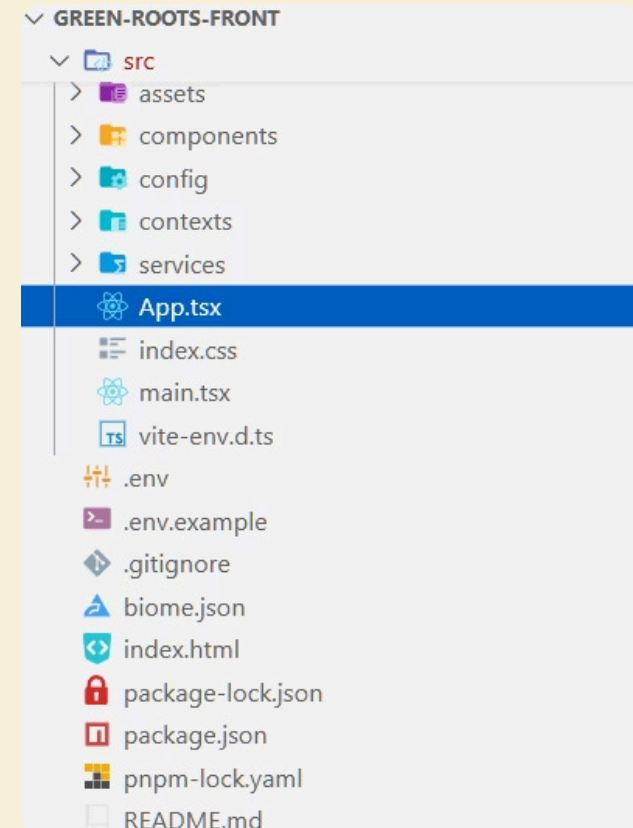 GREEN-ROOTS-FRONT
src
assets
components
config
contexts
services
App.tsx
index.css
main.tsx
TS vite-env.d.ts
.env
.env.example
.gitignore
biome.json
index.html
package-lock.json
package.json
pnpm-lock.yaml
README.md